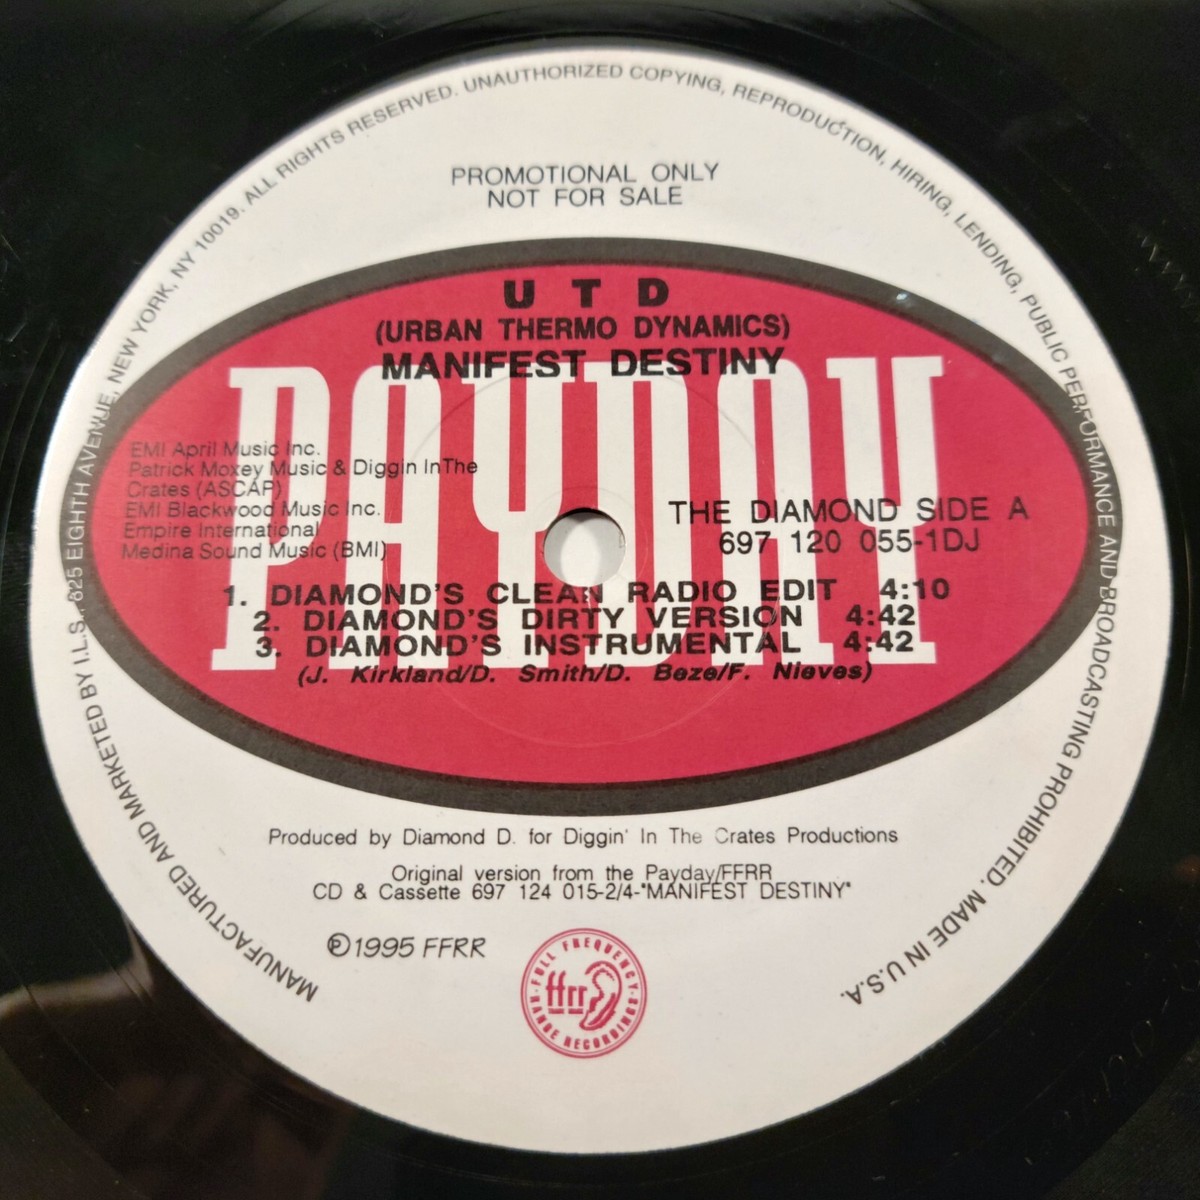 MANUFACTURED AND MARKETED BY I.L.S., 825 EIGHTH AVENUE, NEW YORK, NY 10019. ALL RIGHTS RESERVED. UNAUTHORIZED COPYING, REPRODUCTION, HIRING, LENDING, PUBLIC PERFORMANCE AND BROADCASTING PROHIBITED. MADE IN U.S.A.
PROMOTIONAL ONLY
NOT FOR SALE
U T D
(URBAN THERMO DYNAMICS)
MANIFEST DESTINY
PAYDAY
EMI April Music Inc.
Patrick Moxey Music & Diggin In The
Crates (ASCAP)
EMI Blackwood Music Inc.
Empire International
Medina Sound Music (BMI)
THE DIAMOND SIDE A
697 120 055-1DJ
1. DIAMOND'S CLEAN RADIO EDIT 4:10
2. DIAMOND'S DIRTY VERSION 4:42
3. DIAMOND'S INSTRUMENTAL 4:42
(J. Kirkland/D. Smith/D. Beze/F. Nieves)
Produced by Diamond D. for Diggin' In The Crates Productions
Original version from the Payday/FFRR
CD & Cassette 697 124 015-2/4-"MANIFEST DESTINY"
℗1995 FFRR
FULL FREQUENCY
ffrr
RANGE RECORDINGS